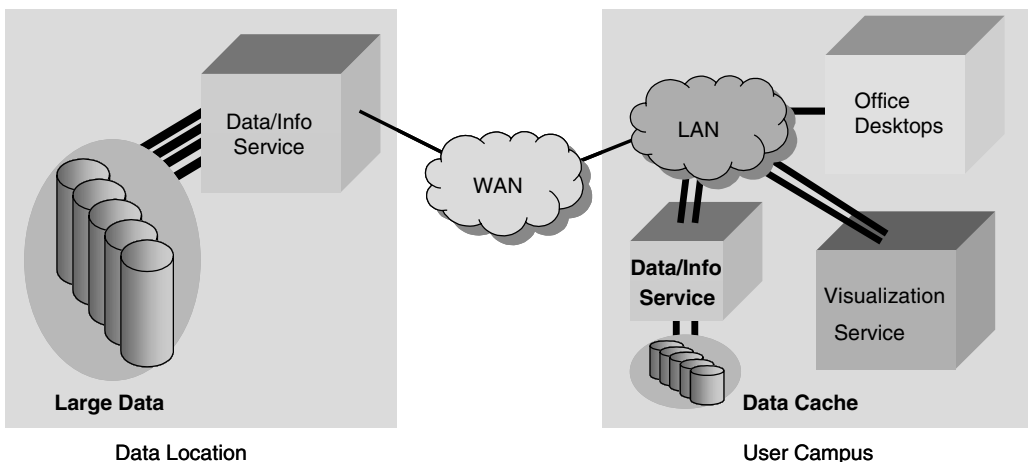 Data/Info
Service
Large Data
Data Location
WAN
LAN
Office
Desktops
Data/Info
Service
Visualization
Service
Data Cache
User Campus